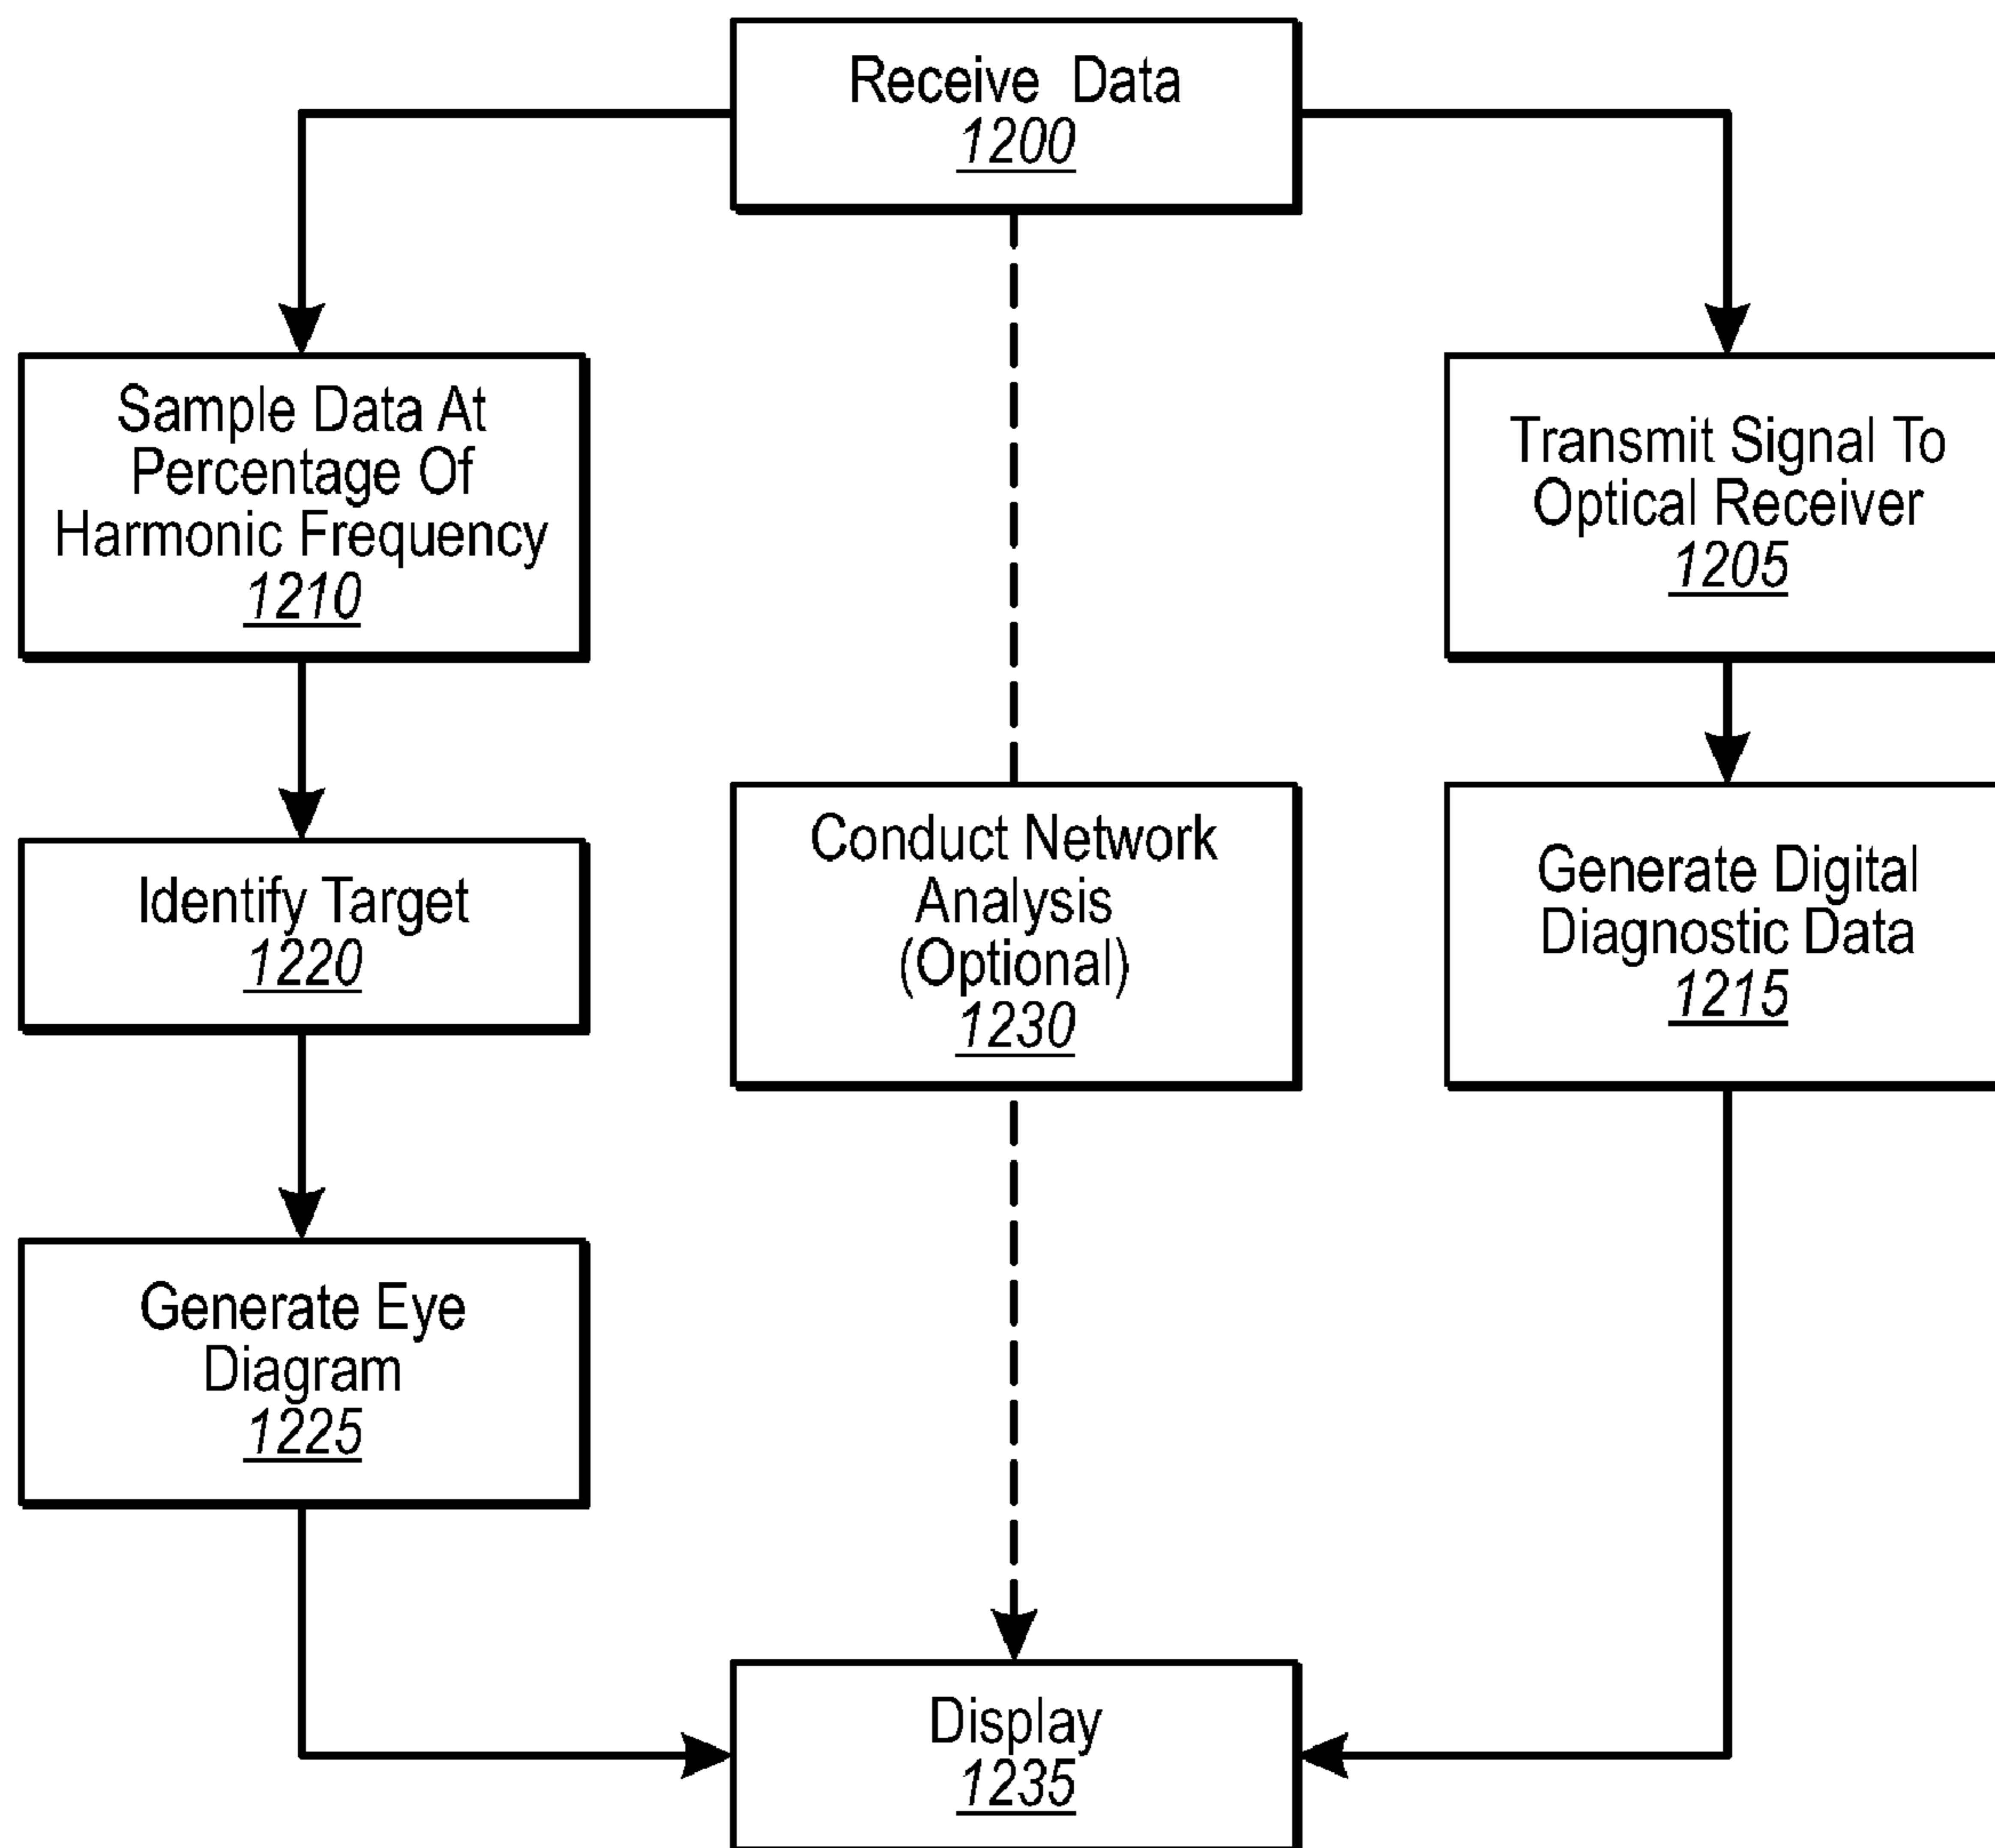 Receive Data
1200
Sample Data At
Percentage Of
Harmonic Frequency
1210
Transmit Signal To
Optical Receiver
1205
Identify Target
1220
Conduct Network
Analysis
(Optional)
1230
Generate Digital
Diagnostic Data
1215
Generate Eye
Diagram
1225
Display
1235